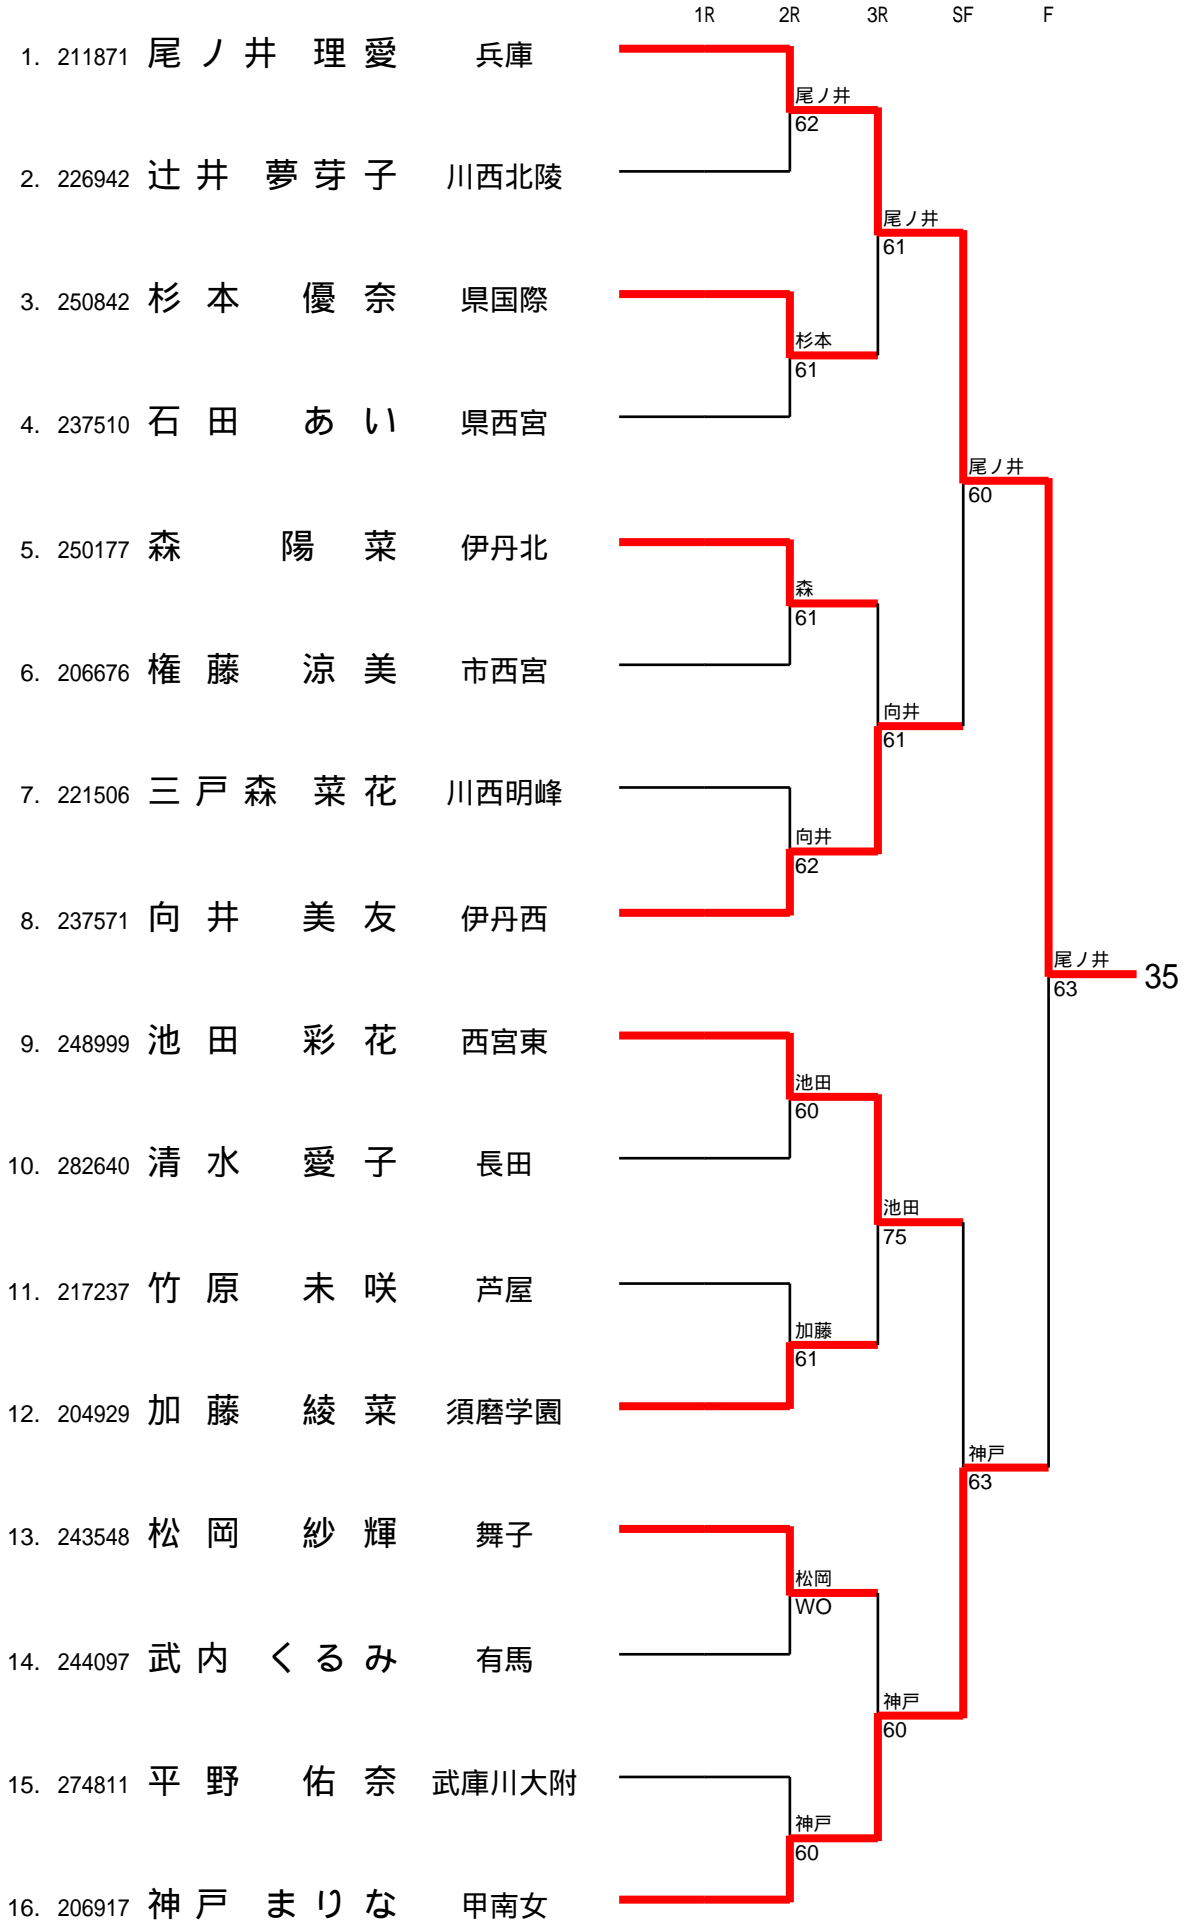 1R 2R 3R SF F
1. 211871 尾ノ井 理愛 兵庫
尾ノ井
62
2. 226942 辻井 夢芽子 川西北陵
尾ノ井
61
3. 250842 杉本 優奈 県国際
杉本
61
4. 237510 石田 あい 県西宮
尾ノ井
60
5. 250177 森 陽菜 伊丹北
森
61
6. 206676 権藤 涼美 市西宮
向井
61
7. 221506 三戸森 菜花 川西明峰
向井
62
8. 237571 向井 美友 伊丹西
尾ノ井
63
35
9. 248999 池田 彩花 西宮東
池田
60
10. 282640 清水 愛子 長田
池田
75
11. 217237 竹原 未咲 芦屋
加藤
61
12. 204929 加藤 綾菜 須磨学園
神戸
63
13. 243548 松岡 紗輝 舞子
松岡
WO
14. 244097 武内 くるみ 有馬
神戸
60
15. 274811 平野 佑奈 武庫川大附
神戸
60
16. 206917 神戸 まりな 甲南女